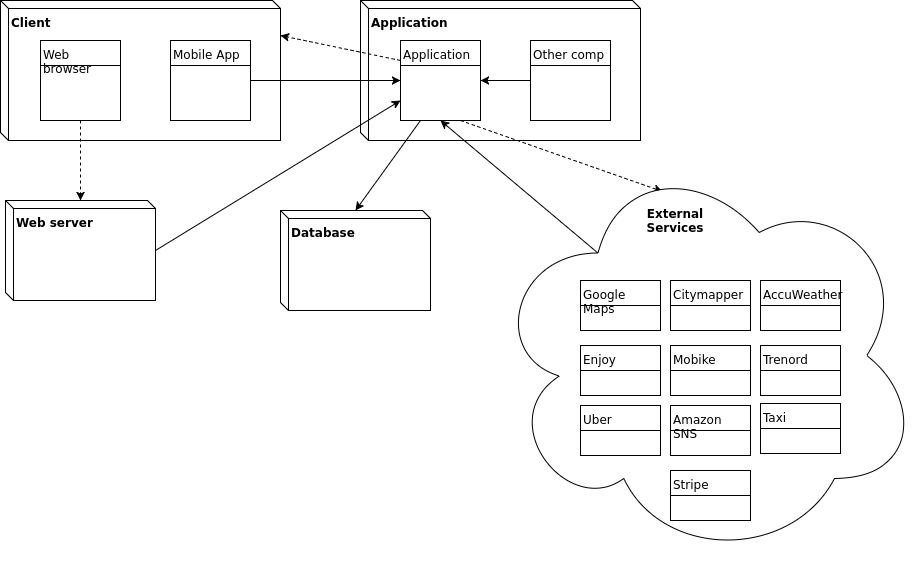 Client
Application
Web
browser
Mobile App
Application
Other comp
Web server
Database
External
Services
Google
Maps
Citymapper
AccuWeather
Enjoy
Mobike
Trenord
Uber
Amazon
SNS
Taxi
Stripe